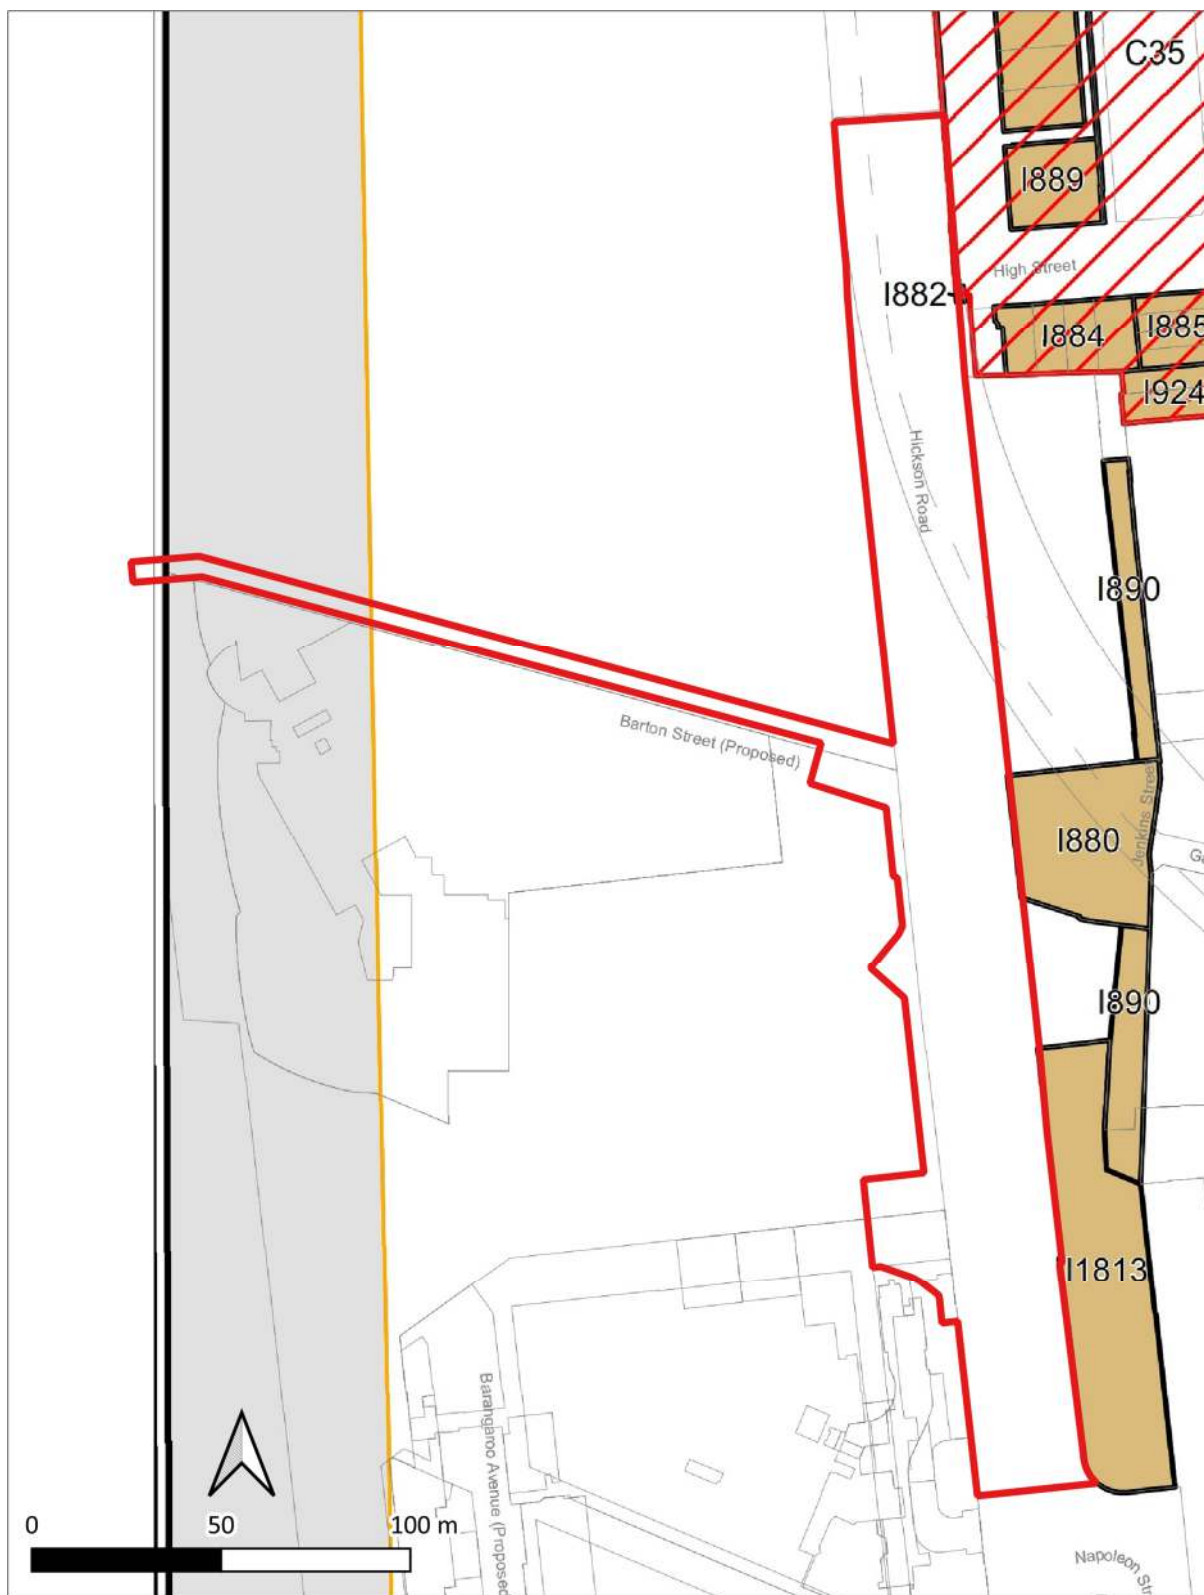 C35
I889
High Street
I882
I884
I885
I924
Hickson Road
I890
Barton Street (Proposed)
Jenkins Street
I880
I890
I1813
Barangaroo Avenue (Proposed
0 50 100 m
Napoleon St